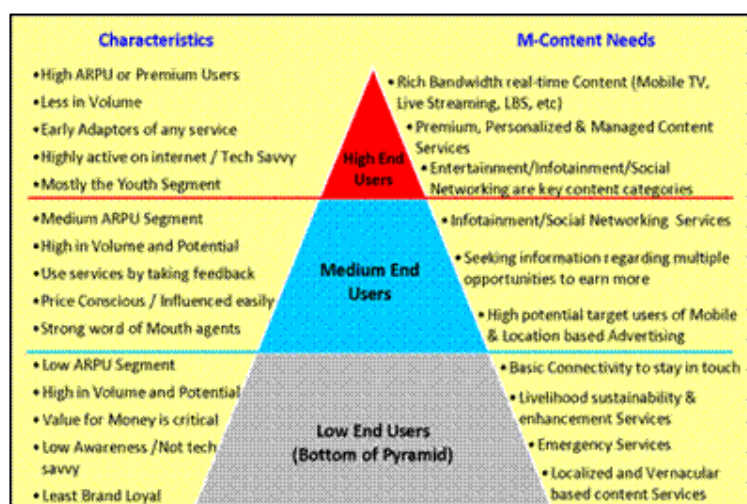 Characteristics
M-Content Needs
•High ARPU or Premium Users
•Less in Volume
•Early Adaptors of any service
•Highly active on internet / Tech Savvy
•Mostly the Youth Segment
High End
Users
•Rich Bandwidth real-time Content (Mobile TV,
Live Streaming, LBS, etc)
•Premium, Personalized & Managed Content
Services
•Entertainment/Infotainment/Social
Networking are key content categories
•Medium ARPU Segment
•High in Volume and Potential
•Use services by taking feedback
•Price Conscious / Influenced easily
•Strong word of Mouth agents
Medium End
Users
•Infotainment/Social Networking Services
•Seeking information regarding multiple
opportunities to earn more
•High potential target users of Mobile
& Location based Advertising
•Low ARPU Segment
•High in Volume and Potential
•Value for Money is critical
•Low Awareness /Not tech
savvy
•Least Brand Loyal
Low End Users
(Bottom of Pyramid)
•Basic Connectivity to stay in touch
•Livelihood sustainability &
enhancement Services
•Emergency Services
•Localized and Vernacular
based content Services